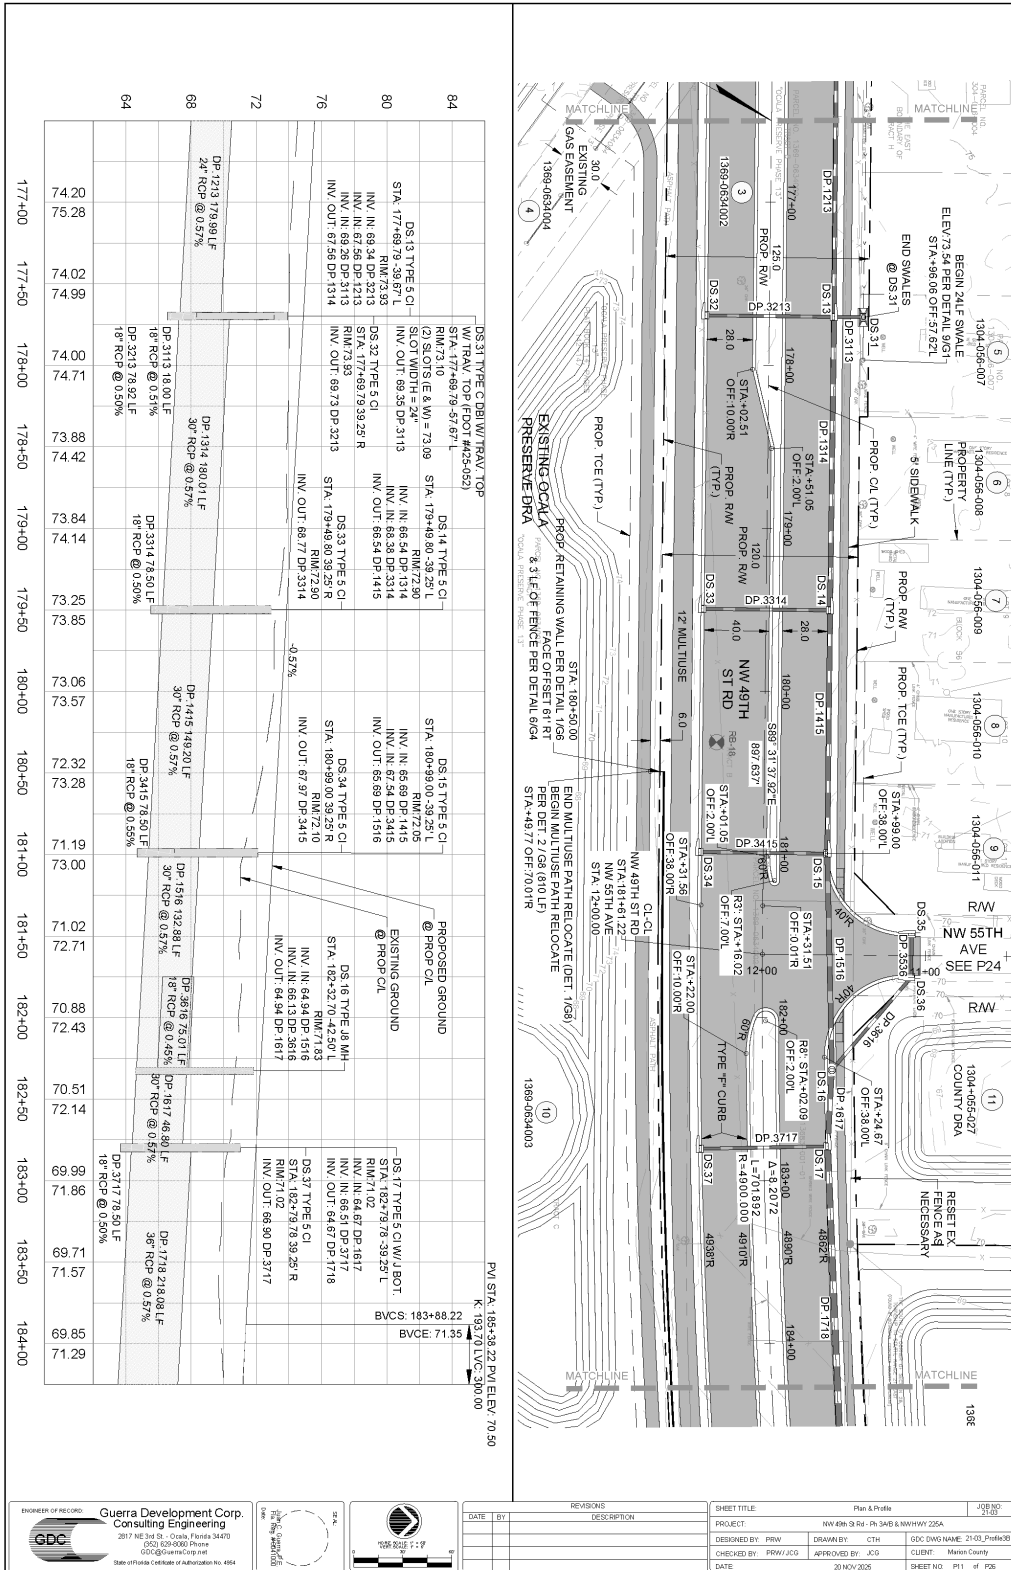 MATCHLINE
MATCHLINE
BEGIN 24LF SWALE
ELEV:73.54 PER DETAIL 9/G1
STA:+96.06 OFF:57.62'L
END SWALES
@ DS.31
1304-056-007
5
1304-056-008
6
PROPERTY
LINE (TYP.)
5' SIDEWALK
PROP. C/L (TYP.)
1304-056-009
7
PROP. R/W
(TYP.)
1304-056-010
8
PROP. TCE (TYP.)
1304-056-011
9
STA:+99.00
OFF:38.00'L
R/W
NW 55TH
AVE
SEE P24
R/W
1304+055-027
COUNTY DRA
11
STA:+24.67
OFF:38.00'L
RESET EX.
FENCE AS
NECESSARY
1368
DP.1213
DS.13
DP.3113
DS.31
DP.3213
DS.32
DP.1314
DS.14
DP.3314
DS.33
DP.1415
DS.15
DP.3415
DS.34
DP.1516
DS.35
DP.3536
DS.36
DP.3616
DS.16
DP.1617
DS.17
DP.3717
DS.37
DP.1718
177+00
178+00
179+00
180+00
181+00
182+00
183+00
184+00
11+00
12+00
125.0
PROP. R/W
28.0
STA:+02.51
OFF:10.00'R
STA:+51.05
OFF:2.00'L
120.0
PROP. R/W
PROP. R/W
(TYP.)
28.0
40.0
NW 49TH
ST RD
RB-18
S89° 31' 37.92"E
897.637'
STA:+01.05
OFF:2.00'L
60'R
R3': STA:+16.02
OFF:7.00'L
STA:+31.51
OFF:0.01'R
40'R
40'R
R8': STA:+02.09
OFF:2.00'L
60'R
STA:+31.56
OFF:38.00'R
STA:+22.00
OFF:10.00'R
TYPE "F" CURB
Δ=8.2072
L=701.892
R=4900.000
4862'R
4890'R
4910'R
4938'R
1369-0634002
3
30.0
EXISTING
GAS EASEMENT
1369-0634004
4
ASPHALT PATH
PROP. TCE (TYP.)
EXISTING OCALA
PRESERVE DRA
STA: 180+50.00
PROP. RETAINING WALL PER DETAIL 1/G6
FACE OFFSET 61' RT
& 3 LF OF FENCE PER DETAIL 6/G4
12' MULTIUSE
6.0
END MULTIUSE PATH RELOCATE (DET. 1/G8)
BEGIN MULTIUSE PATH RELOCATE
PER DET. 2 / G8 (810 LF)
STA:+49.77 OFF:70.01'R
CL-CL
NW 49TH ST RD
STA:181+61.22
NW 55TH AVE
STA: 12+00.00
ASPHALT PATH
1369-0634003
10
MATCHLINE
MATCHLINE
84
80
76
72
68
64
DS.13 TYPE 5 CI
STA: 177+69.79 -39.67' L
RIM:73.93
INV. IN: 69.34 DP.3213
INV. IN: 67.56 DP.1213
INV. IN: 69.26 DP.3113
INV. OUT: 67.56 DP.1314
DS.31 TYPE C DBI W/ TRAV. TOP
W/ TRAV. TOP (FDOT #425-052)
STA:177+69.79 -57.67' L
RIM:73.10
(2) SLOTS (E & W) = 73.09
SLOT WIDTH = 24"
INV. OUT: 69.35 DP.3113
DS.32 TYPE 5 CI
STA: 177+69.79 39.25' R
RIM:73.93
INV. OUT: 69.73 DP.3213
DS.14 TYPE 5 CI
STA: 179+49.80 -39.25' L
RIM:72.90
INV. IN: 66.54 DP.1314
INV. IN: 68.38 DP.3314
INV. OUT: 66.54 DP.1415
DS.33 TYPE 5 CI
STA: 179+49.80 39.25' R
RIM:72.90
INV. OUT: 68.77 DP.3314
-0.57%
DS.15 TYPE 5 CI
STA: 180+99.00 -39.25' L
RIM:72.05
INV. IN: 65.69 DP.1415
INV. IN: 67.54 DP.3415
INV. OUT: 65.69 DP.1516
DS.34 TYPE 5 CI
STA: 180+99.00 39.25' R
RIM:72.10
INV. OUT: 67.97 DP.3415
PROPOSED GROUND
@ PROP C/L
EXISTING GROUND
@ PROP C/L
DS.16 TYPE J8 MH
STA: 182+32.70 -42.50' L
RIM:71.83
INV. IN: 64.94 DP.1516
INV. IN: 66.13 DP.3616
INV. OUT: 64.94 DP.1617
DS.17 TYPE 5 CI W/ J BOT.
STA: 182+79.78 -39.25' L
RIM:71.02
INV. IN: 64.67 DP.1617
INV. IN: 66.51 DP.3717
INV. OUT: 64.67 DP.1718
DS.37 TYPE 5 CI
STA: 182+79.78 39.25' R
RIM:71.02
INV. OUT: 66.90 DP.3717
PVI STA: 185+38.22 PVI ELEV: 70.50
K: 193.70 LVC: 300.00
BVCS: 183+88.22
BVCE: 71.35
DP.1213 179.99 LF
24" RCP @ 0.57%
DP.3113 18.00 LF
18" RCP @ 0.51%
DP.3213 78.92 LF
18" RCP @ 0.50%
DP.1314 180.01 LF
30" RCP @ 0.57%
DP.3314 78.50 LF
18" RCP @ 0.50%
DP.1415 149.20 LF
30" RCP @ 0.57%
DP.3415 78.50 LF
18" RCP @ 0.55%
DP.1516 132.88 LF
30" RCP @ 0.57%
DP.3616 75.01 LF
18" RCP @ 0.45%
DP.1617 46.80 LF
30" RCP @ 0.57%
DP.3717 78.50 LF
18" RCP @ 0.50%
DP.1718 218.08 LF
36" RCP @ 0.57%
74.20 75.28
74.02 74.99
74.00 74.71
73.88 74.42
73.84 74.14
73.25 73.85
73.06 73.57
72.32 73.28
71.19 73.00
71.02 72.71
70.88 72.43
70.51 72.14
69.99 71.86
69.71 71.57
69.85 71.29
177+00
177+50
178+00
178+50
179+00
179+50
180+00
180+50
181+00
181+50
182+00
182+50
183+00
183+50
184+00
ENGINEER OF RECORD:
GDC
Guerra Development Corp.
Consulting Engineering
2817 NE 3rd St. - Ocala, Florida 34470
(352) 629-8060 Phone
GDC@GuerraCorp.net
State of Florida Certificate of Authorization No. 4954
SEAL
Date:
REVISIONS
DATE BY DESCRIPTION
SHEET TITLE: Plan & Profile
JOB NO: 21-03
PROJECT: NW 49th St Rd - Ph 3A/B & NW HWY 225A
DESIGNED BY: PRW DRAWN BY: CTH GDC DWG NAME: 21-03_Profile3B
CHECKED BY: PRW/JCG APPROVED BY: JCG CLIENT: Marion County
DATE: 20 NOV 2025 SHEET NO: P11 of P26